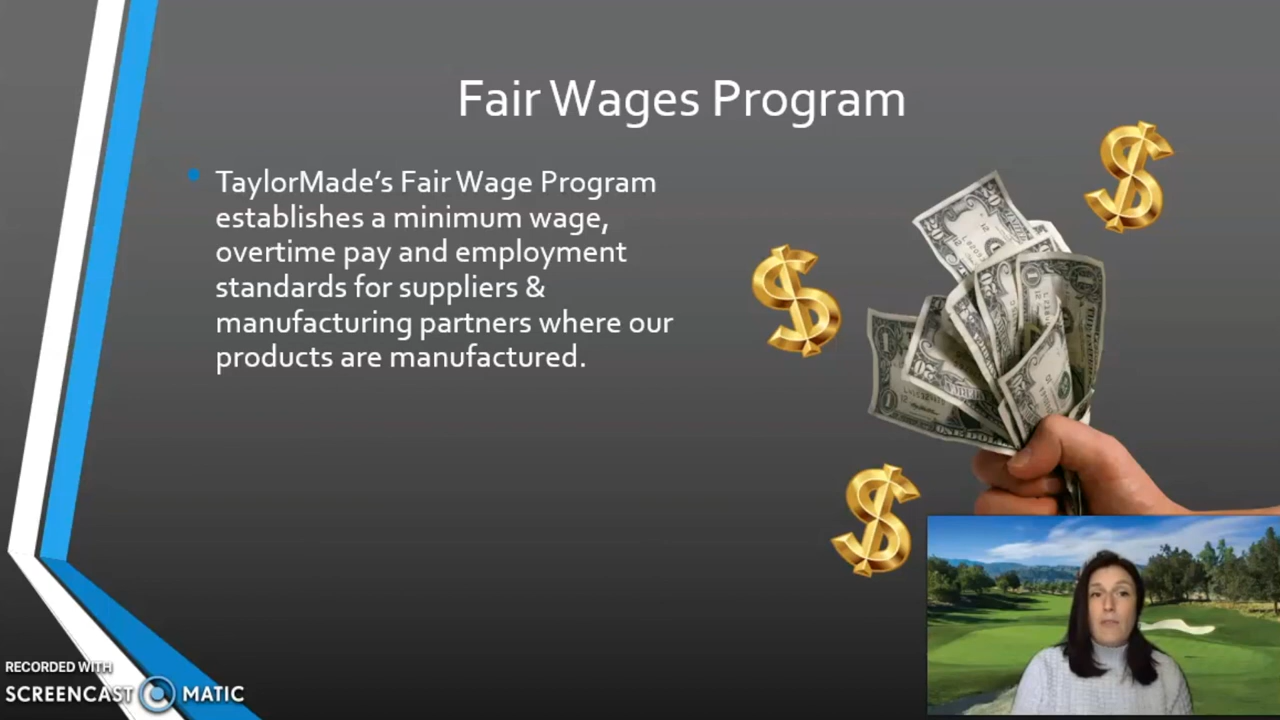 Fair Wages Program
TaylorMade's Fair Wage Program
establishes a minimum wage,
overtime pay and employment
standards for suppliers &
manufacturing partners where our
products are manufactured.
RECORDED WITH
SCREENCAST MATIC